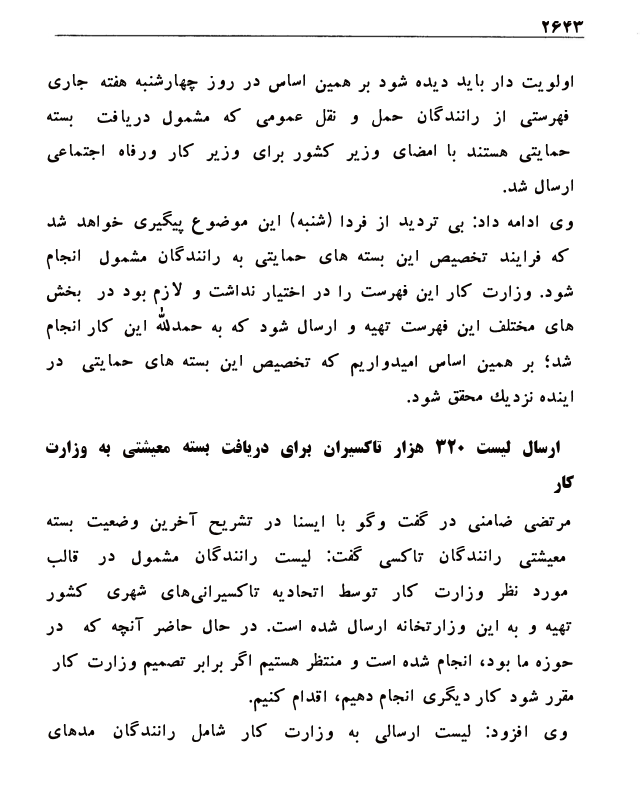 ۲۶۴۳
اولویت دار باید دیده شود بر همین اساس در روز چهارشنبه هفته جاری
فهرستی از رانندگان حمل و نقل عمومی که مشمول دریافت بسته
حمایتی هستند با امضای وزیر کشور برای وزیر کار ورفاه اجتماعی
ارسال شد.
وی ادامه داد: بی تردید از فردا (شنبه) این موضوع پیگیری خواهد شد
که فرایند تخصیص این بسته های حمایتی به رانندگان مشمول انجام
شود. وزارت کار این فهرست را در اختیار نداشت و لازم بود در بخش
های مختلف این فهرست تهیه و ارسال شود که به حمدلله این کار انجام
شد؛ بر همین اساس امیدواریم که تخصیص این بسته های حمایتی در
اینده نزدیك محقق شود.
ارسال لیست ۳۲۰ هزار تاکسیران برای دریافت بسته معیشتی به وزارت
کار
مرتضی ضامنی در گفت وگو با ایسنا در تشریح آخرین وضعیت بسته
معیشتی رانندگان تاکسی گفت: لیست رانندگان مشمول در قالب
مورد نظر وزارت کار توسط اتحادیه تاکسیرانی‌های شهری کشور
تهیه و به این وزارتخانه ارسال شده است. در حال حاضر آنچه که در
حوزه ما بود، انجام شده است و منتظر هستیم اگر برابر تصمیم وزارت کار
مقرر شود کار دیگری انجام دهیم، اقدام کنیم.
وی افزود: لیست ارسالی به وزارت کار شامل رانندگان مدهای